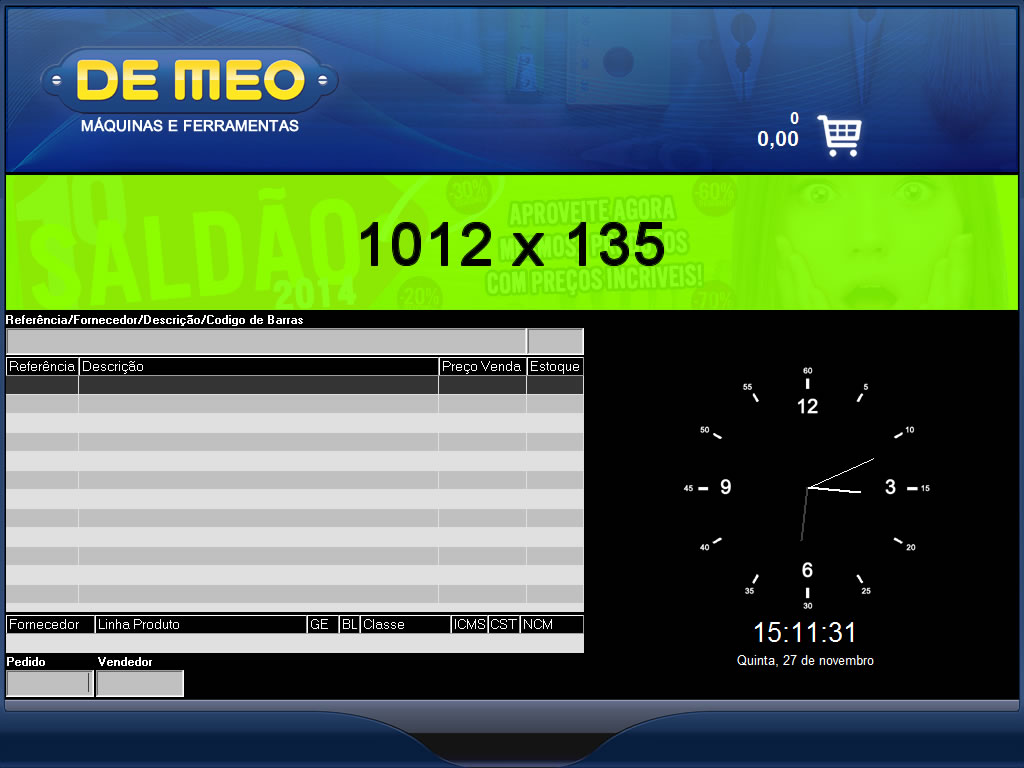 DE MEO
MÁQUINAS E FERRAMENTAS
0
0,00
1012 x 135
10
SALDÃO
2014
-30%
-20%
-60%
-70%
APROVEITE AGORA
COM PREÇOS INCRÍVEIS!
Referência/Fornecedor/Descrição/Codigo de Barras
Referência Descrição Preço Venda Estoque
Fornecedor Linha Produto GE BL Classe ICMS CST NCM
Pedido Vendedor
60
55 5
12
50 10
45 9 3 15
40 20
6
35 25
30
15:11:31
Quinta, 27 de novembro